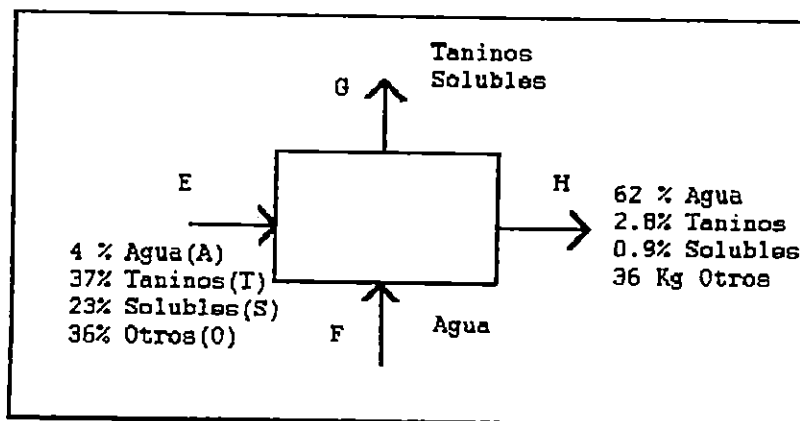 Taninos
Solubles
G
E
4 % Agua(A)
37% Taninos(T)
23% Solubles(S)
36% Otros(O)
F
Agua
H
62 % Agua
2.8% Taninos
0.9% Solubles
36 Kg Otros